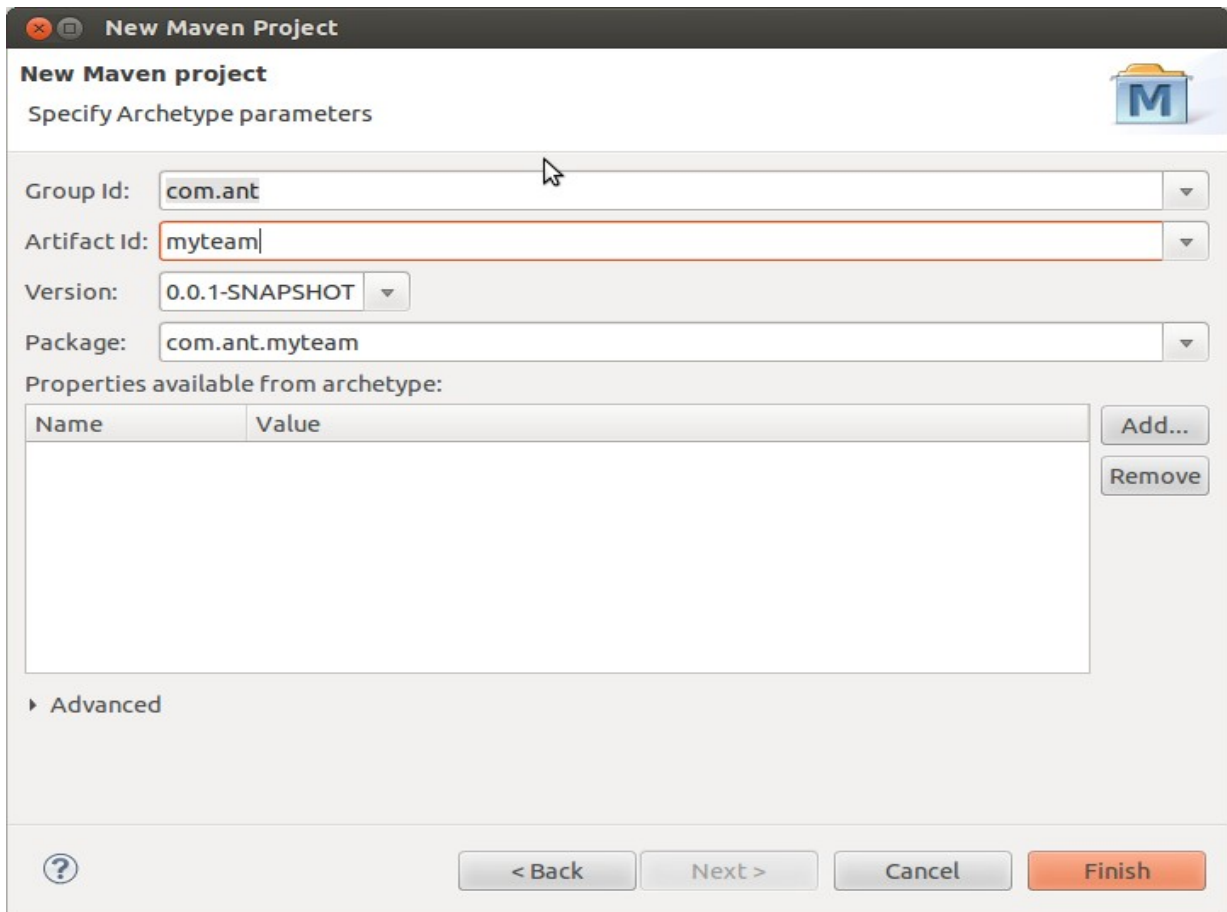 New Maven Project
New Maven project
Specify Archetype parameters
M
Group Id: com.ant
Artifact Id: myteam
Version: 0.0.1-SNAPSHOT
Package: com.ant.myteam
Properties available from archetype:
Name Value
Add...
Remove
Advanced
? < Back Next > Cancel Finish